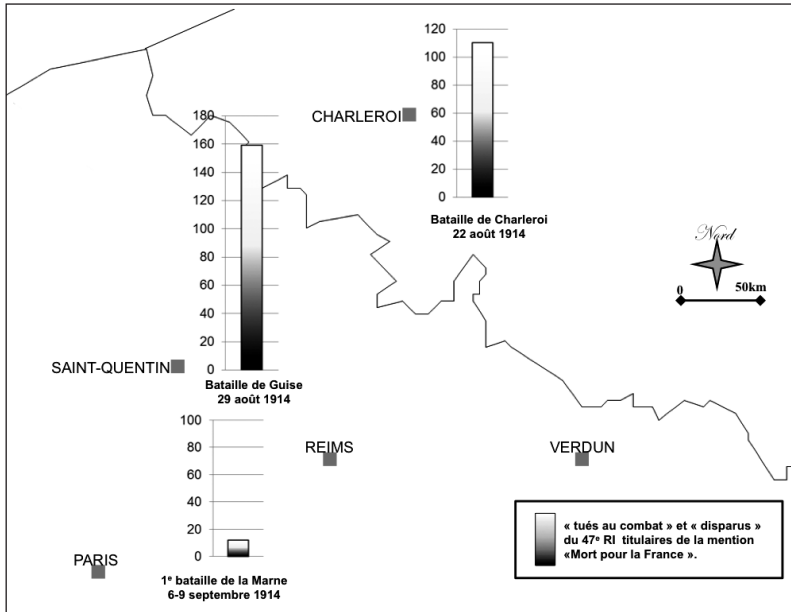 120
100
80
60
40
20
0
CHARLEROI
Bataille de Charleroi
22 août 1914
180
160
140
120
100
80
60
40
20
0
Nord
0 50km
SAINT-QUENTIN
Bataille de Guise
29 août 1914
100
80
60
40
20
0
REIMS
VERDUN
PARIS
1e bataille de la Marne
6-9 septembre 1914
« tués au combat » et « disparus »
du 47e RI titulaires de la mention
«Mort pour la France ».